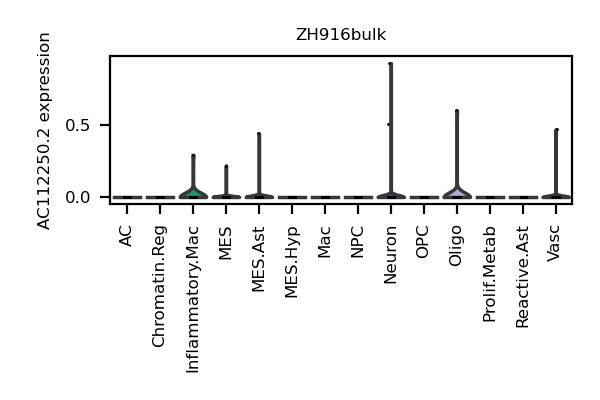 ZH916bulk
AC112250.2 expression
0.5
0.0
AC
Chromatin.Reg
Inflammatory.Mac
MES
MES.Ast
MES.Hyp
Mac
NPC
Neuron
OPC
Oligo
Prolif.Metab
Reactive.Ast
Vasc